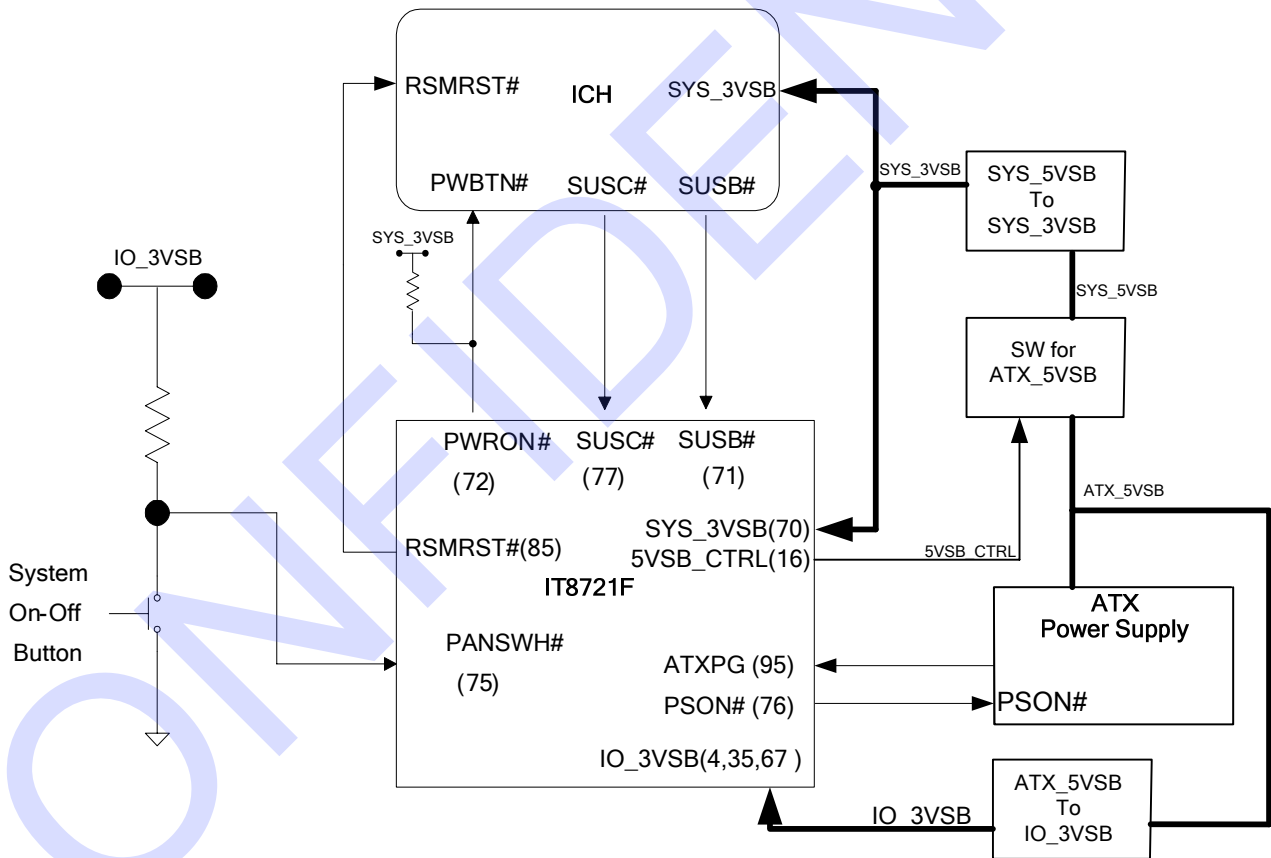 RSMRST#
ICH
SYS_3VSB
PWBTN#
SUSC#
SUSB#
SYS_3VSB
SYS_5VSB
To
SYS_3VSB
SYS_3VSB
IO_3VSB
SYS_5VSB
SW for
ATX_5VSB
PWRON#
(72)
SUSC#
(77)
SUSB#
(71)
ATX_5VSB
SYS_3VSB(70)
RSMRST#(85)
5VSB_CTRL(16)
5VSB_CTRL
IT8721F
System
On-Off
Button
PANSWH#
(75)
ATX
Power Supply
ATXPG (95)
PSON# (76)
PSON#
IO_3VSB(4,35,67 )
IO_3VSB
ATX_5VSB
To
IO_3VSB
ONFIDEN